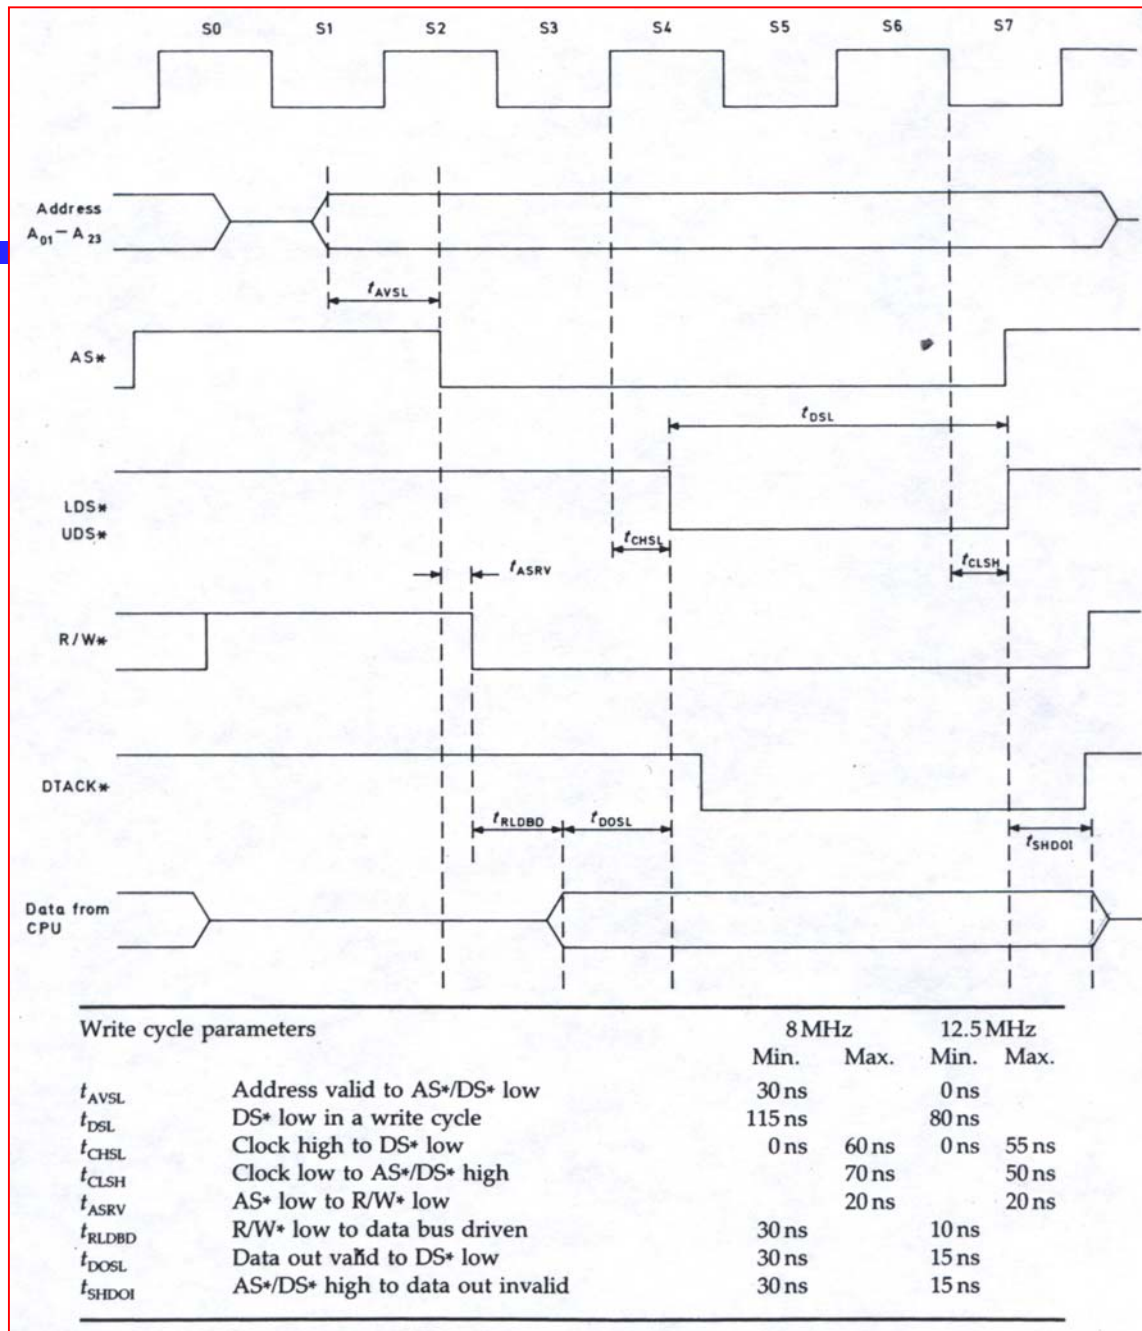 S0 S1 S2 S3 S4 S5 S6 S7
Address
A01–A23
tAVSL
AS*
tDSL
LDS*
UDS*
tCHSL
tCLSH
tASRV
R/W*
DTACK*
tRLDBD
tDOSL
tSHDOI
Data from
CPU
Write cycle parameters 8 MHz 12.5 MHz
Min. Max. Min. Max.
tAVSL Address valid to AS*/DS* low 30 ns 0 ns
tDSL DS* low in a write cycle 115 ns 80 ns
tCHSL Clock high to DS* low 0 ns 60 ns 0 ns 55 ns
tCLSH Clock low to AS*/DS* high 70 ns 50 ns
tASRV AS* low to R/W* low 20 ns 20 ns
tRLDBD R/W* low to data bus driven 30 ns 10 ns
tDOSL Data out valid to DS* low 30 ns 15 ns
tSHDOI AS*/DS* high to data out invalid 30 ns 15 ns